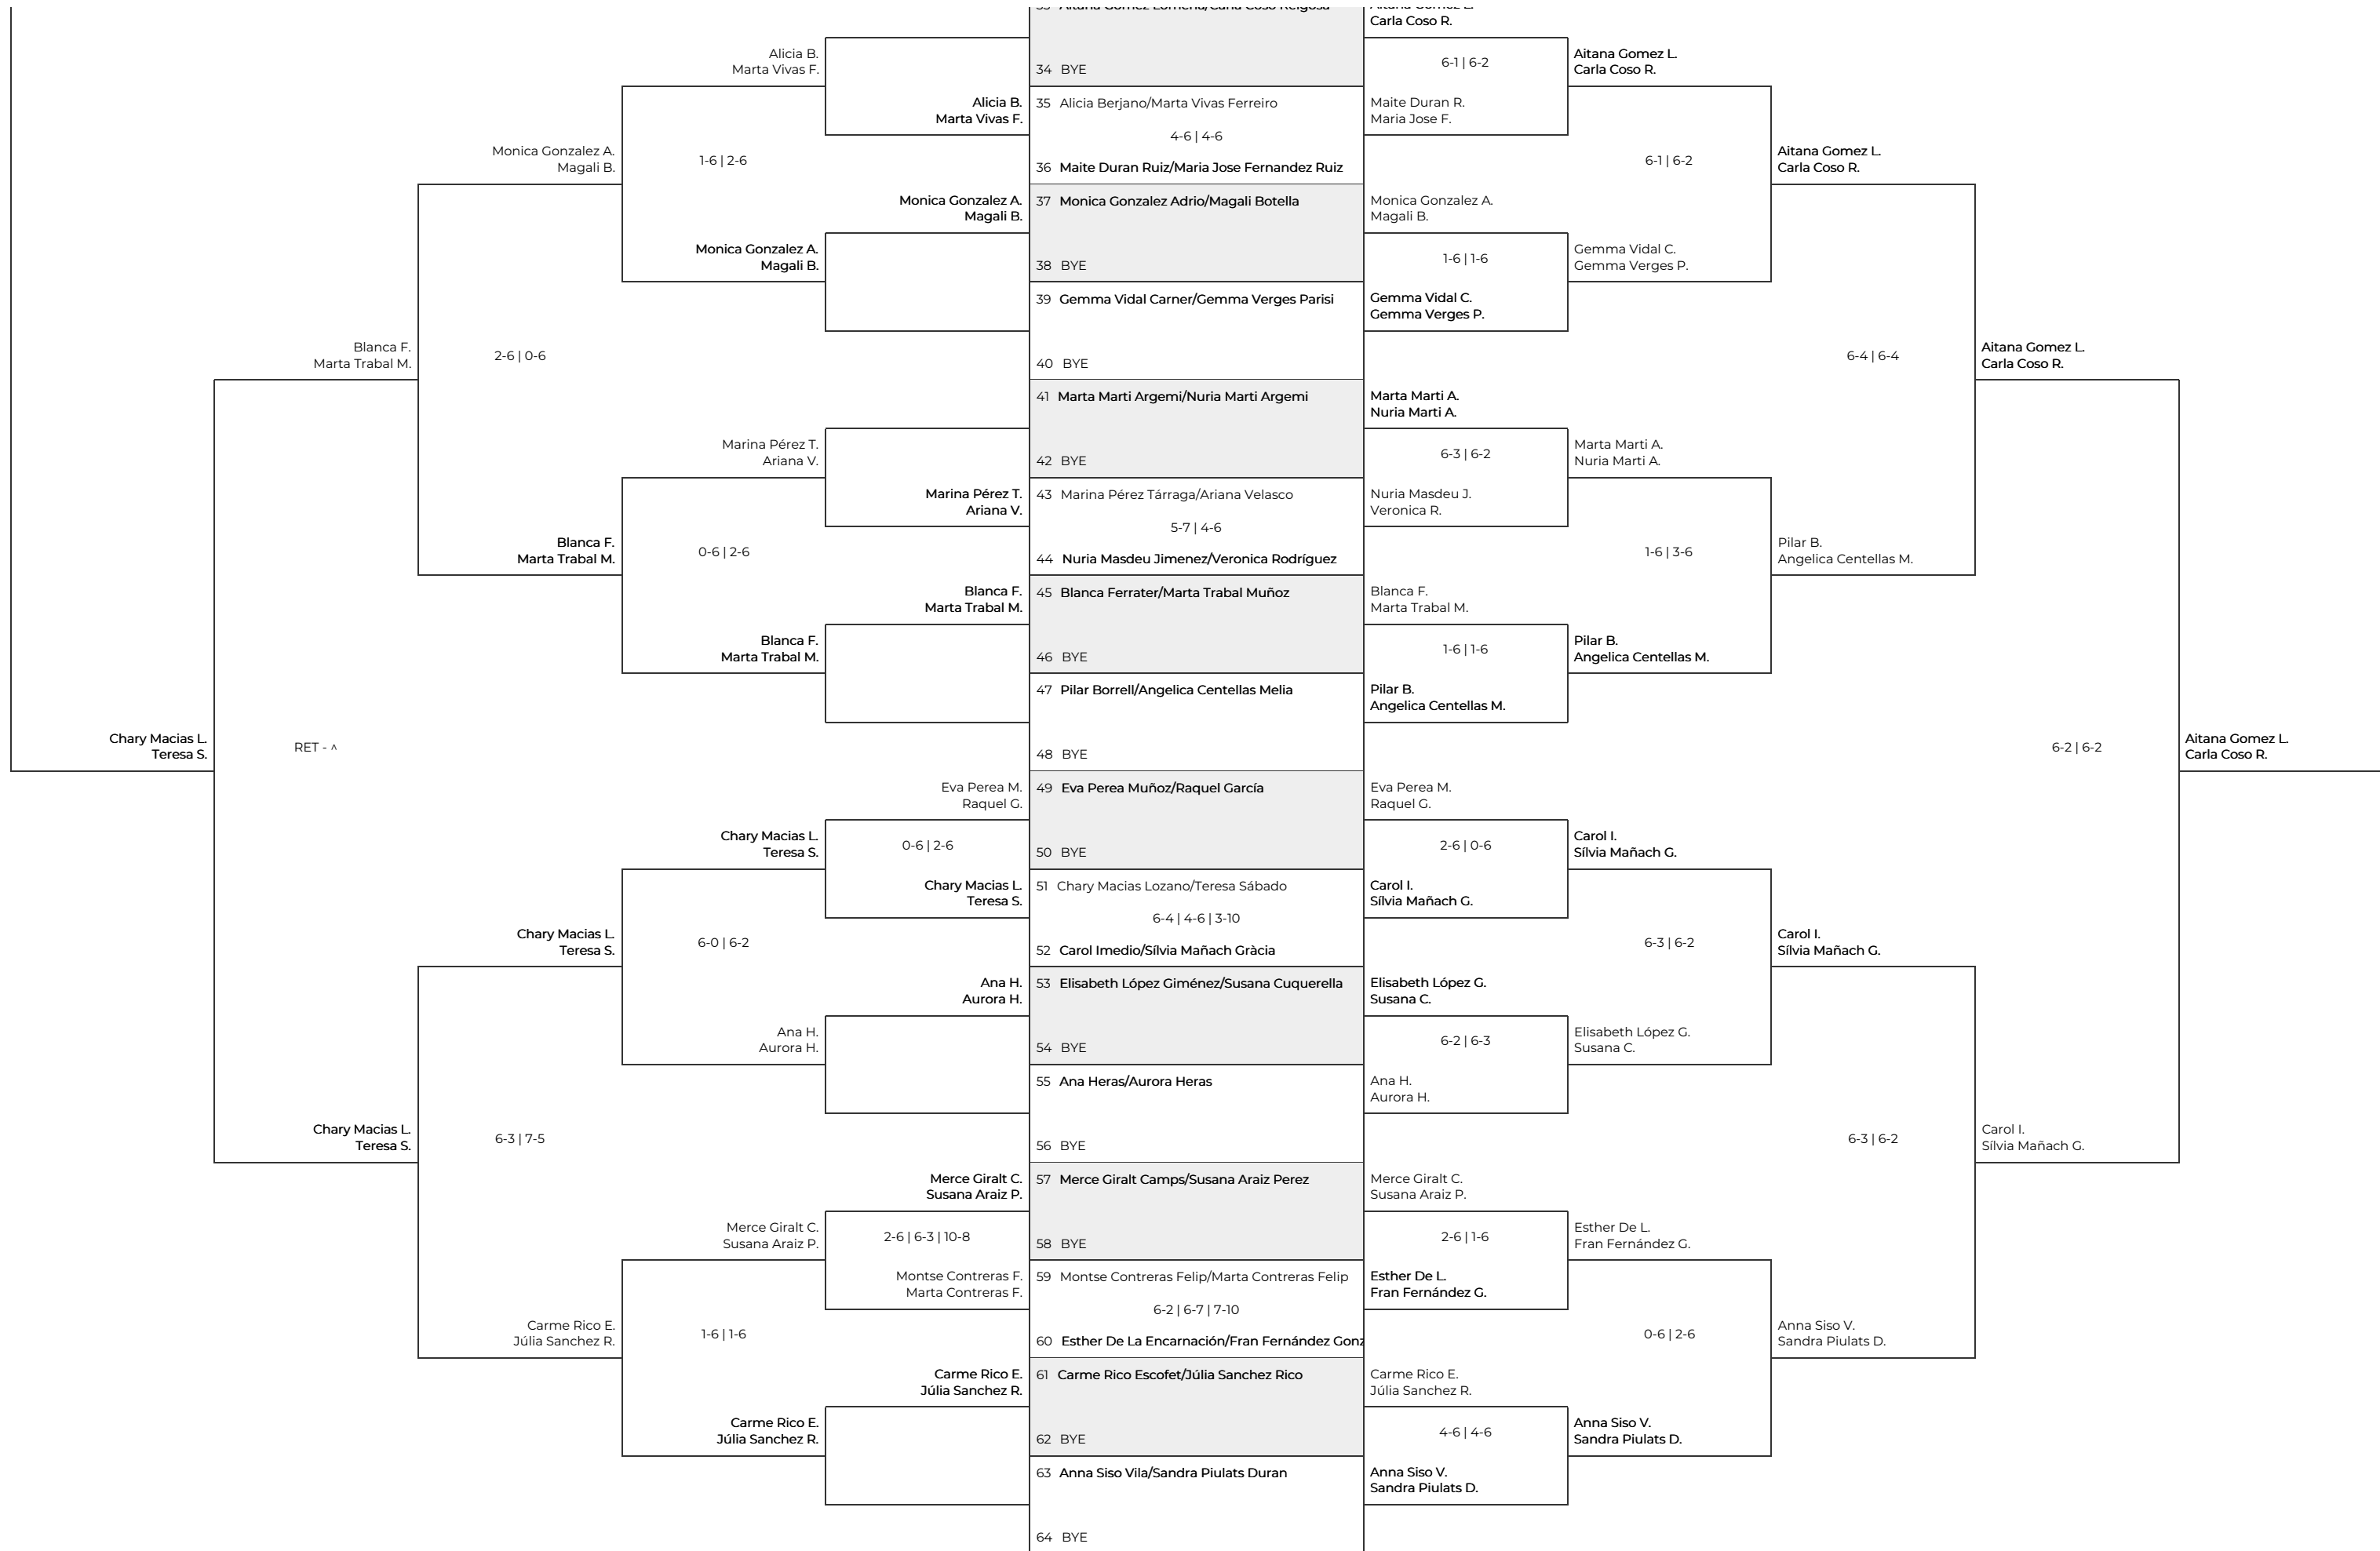 Chary Macias L.
Teresa S.
RET - ^
Blanca F.
Marta Trabal M.
Chary Macias L.
Teresa S.
Monica Gonzalez A.
Magali B.
2-6 | 0-6
Blanca F.
Marta Trabal M.
Chary Macias L.
Teresa S.
6-3 | 7-5
Carme Rico E.
Júlia Sanchez R.
Alicia B.
Marta Vivas F.
1-6 | 2-6
Monica Gonzalez A.
Magali B.
Marina Pérez T.
Ariana V.
0-6 | 2-6
Blanca F.
Marta Trabal M.
Chary Macias L.
Teresa S.
6-0 | 6-2
Ana H.
Aurora H.
Merce Giralt C.
Susana Araiz P.
1-6 | 1-6
Carme Rico E.
Júlia Sanchez R.
Alicia B.
Marta Vivas F.
Monica Gonzalez A.
Magali B.
Marina Pérez T.
Ariana V.
Blanca F.
Marta Trabal M.
Eva Perea M.
Raquel G.
0-6 | 2-6
Chary Macias L.
Teresa S.
Ana H.
Aurora H.
Merce Giralt C.
Susana Araiz P.
2-6 | 6-3 | 10-8
Montse Contreras F.
Marta Contreras F.
Carme Rico E.
Júlia Sanchez R.
34 BYE
35 Alicia Berjano/Marta Vivas Ferreiro
4-6 | 4-6
36 Maite Duran Ruiz/Maria Jose Fernandez Ruiz
37 Monica Gonzalez Adrio/Magali Botella
38 BYE
39 Gemma Vidal Carner/Gemma Verges Parisi
40 BYE
41 Marta Marti Argemi/Nuria Marti Argemi
42 BYE
43 Marina Pérez Tárraga/Ariana Velasco
5-7 | 4-6
44 Nuria Masdeu Jimenez/Veronica Rodríguez
45 Blanca Ferrater/Marta Trabal Muñoz
46 BYE
47 Pilar Borrell/Angelica Centellas Melia
48 BYE
49 Eva Perea Muñoz/Raquel García
50 BYE
51 Chary Macias Lozano/Teresa Sábado
6-4 | 4-6 | 3-10
52 Carol Imedio/Sílvia Mañach Gràcia
53 Elisabeth López Giménez/Susana Cuquerella
54 BYE
55 Ana Heras/Aurora Heras
56 BYE
57 Merce Giralt Camps/Susana Araiz Perez
58 BYE
59 Montse Contreras Felip/Marta Contreras Felip
6-2 | 6-7 | 7-10
60 Esther De La Encarnación/Fran Fernández Gonz
61 Carme Rico Escofet/Júlia Sanchez Rico
62 BYE
63 Anna Siso Vila/Sandra Piulats Duran
64 BYE
Carla Coso R.
6-1 | 6-2
Maite Duran R.
Maria Jose F.
Monica Gonzalez A.
Magali B.
1-6 | 1-6
Gemma Vidal C.
Gemma Verges P.
Marta Marti A.
Nuria Marti A.
6-3 | 6-2
Nuria Masdeu J.
Veronica R.
Blanca F.
Marta Trabal M.
1-6 | 1-6
Pilar B.
Angelica Centellas M.
Eva Perea M.
Raquel G.
2-6 | 0-6
Carol I.
Sílvia Mañach G.
Elisabeth López G.
Susana C.
6-2 | 6-3
Ana H.
Aurora H.
Merce Giralt C.
Susana Araiz P.
2-6 | 1-6
Esther De L.
Fran Fernández G.
Carme Rico E.
Júlia Sanchez R.
4-6 | 4-6
Anna Siso V.
Sandra Piulats D.
Aitana Gomez L.
Carla Coso R.
6-1 | 6-2
Gemma Vidal C.
Gemma Verges P.
Marta Marti A.
Nuria Marti A.
1-6 | 3-6
Pilar B.
Angelica Centellas M.
Carol I.
Sílvia Mañach G.
6-3 | 6-2
Elisabeth López G.
Susana C.
Esther De L.
Fran Fernández G.
0-6 | 2-6
Anna Siso V.
Sandra Piulats D.
Aitana Gomez L.
Carla Coso R.
6-4 | 6-4
Pilar B.
Angelica Centellas M.
Carol I.
Sílvia Mañach G.
6-3 | 6-2
Anna Siso V.
Sandra Piulats D.
Aitana Gomez L.
Carla Coso R.
6-2 | 6-2
Carol I.
Sílvia Mañach G.
Aitana Gomez L.
Carla Coso R.